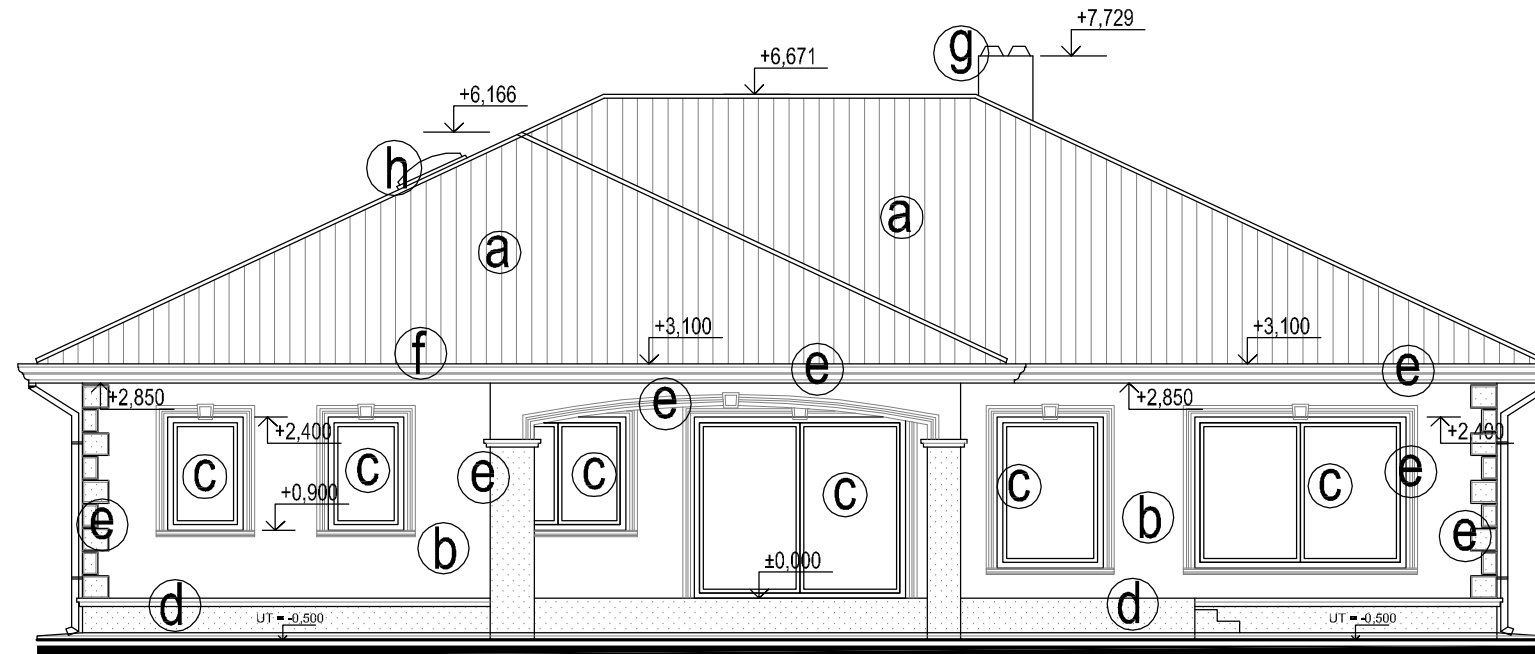 +7,729
g
+6,671
+6,166
h
a
a
+3,100
+3,100
f
e
e
+2,850
e
+2,850
+2,400
+2,400
c
c
e
c
c
c
c
e
+0,900
e
b
b
e
±0,000
d
d
UT = -0,500
UT = -0,500